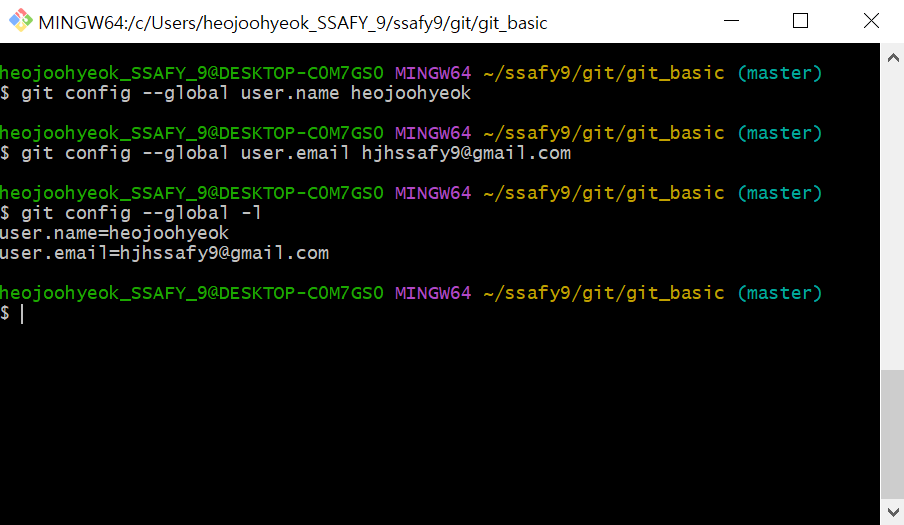 MINGW64:/c/Users/heojoohyeok_SSAFY_9/ssafy9/git/git_basic
heojoohyeok_SSAFY_9@DESKTOP-C0M7GS0 MINGW64 ~/ssafy9/git/git_basic (master)
$ git config --global user.name heojoohyeok
heojoohyeok_SSAFY_9@DESKTOP-C0M7GS0 MINGW64 ~/ssafy9/git/git_basic (master)
$ git config --global user.email hjhssafy9@gmail.com
heojoohyeok_SSAFY_9@DESKTOP-C0M7GS0 MINGW64 ~/ssafy9/git/git_basic (master)
$ git config --global -l
user.name=heojoohyeok
user.email=hjhssafy9@gmail.com
heojoohyeok_SSAFY_9@DESKTOP-C0M7GS0 MINGW64 ~/ssafy9/git/git_basic (master)
$